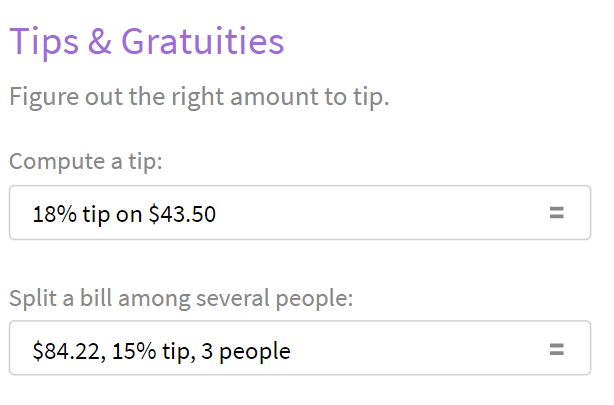 Tips & Gratuities
Figure out the right amount to tip.
Compute a tip:
18% tip on $43.50 =
Split a bill among several people:
$84.22, 15% tip, 3 people =